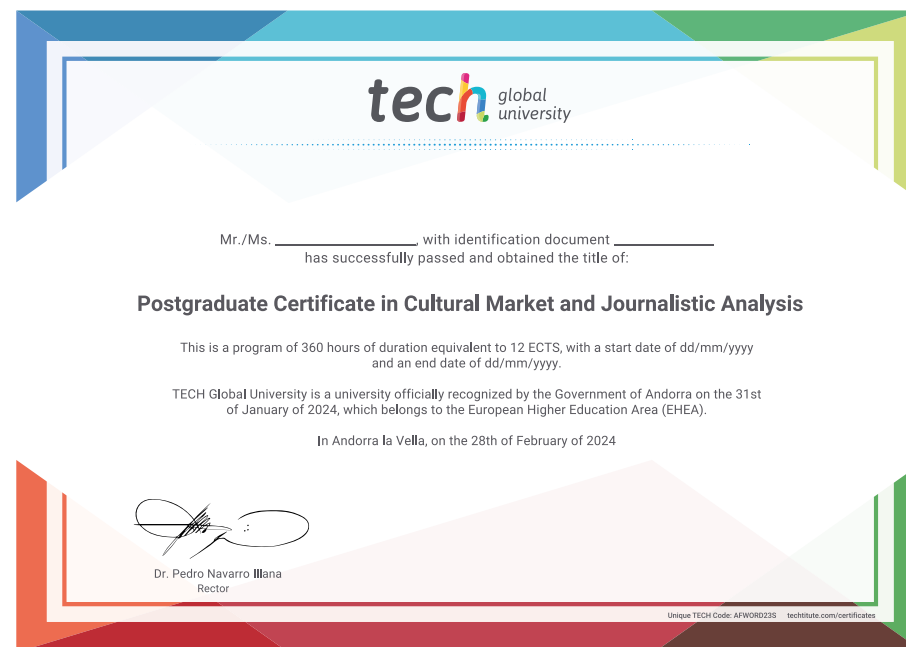 tech global
university
Mr./Ms. ____________, with identification document ____________
has successfully passed and obtained the title of:
Postgraduate Certificate in Cultural Market and Journalistic Analysis
This is a program of 360 hours of duration equivalent to 12 ECTS, with a start date of dd/mm/yyyy
and an end date of dd/mm/yyyy.
TECH Global University is a university officially recognized by the Government of Andorra on the 31st
of January of 2024, which belongs to the European Higher Education Area (EHEA).
In Andorra la Vella, on the 28th of February of 2024
Dr. Pedro Navarro Illana
Rector
Unique TECH Code: AFWORD23S techtitute.com/certificates